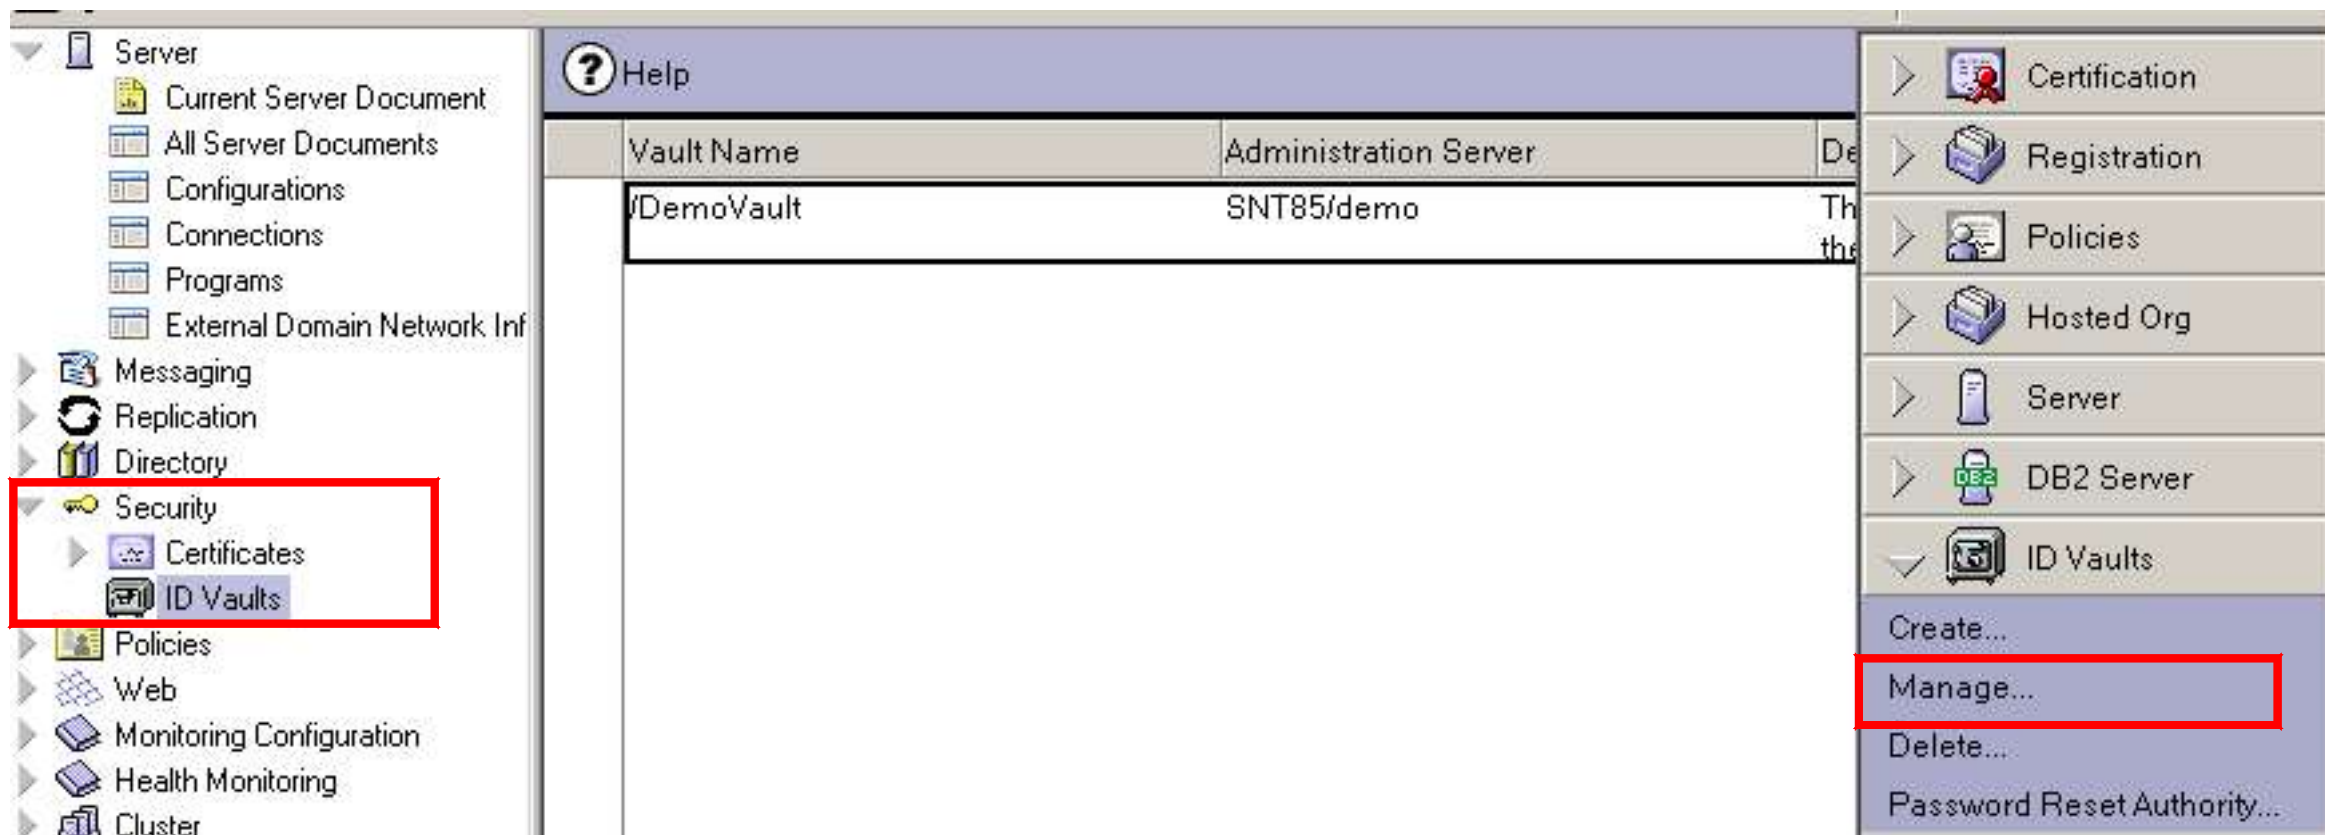 Server
Current Server Document
All Server Documents
Configurations
Connections
Programs
External Domain Network Inf
Messaging
Replication
Directory
Security
Certificates
ID Vaults
Policies
Web
Monitoring Configuration
Health Monitoring
Cluster
? Help
Vault Name Administration Server De
/DemoVault SNT85/demo Th
the
Certification
Registration
Policies
Hosted Org
Server
DB2 DB2 Server
ID Vaults
Create...
Manage...
Delete...
Password Reset Authority...